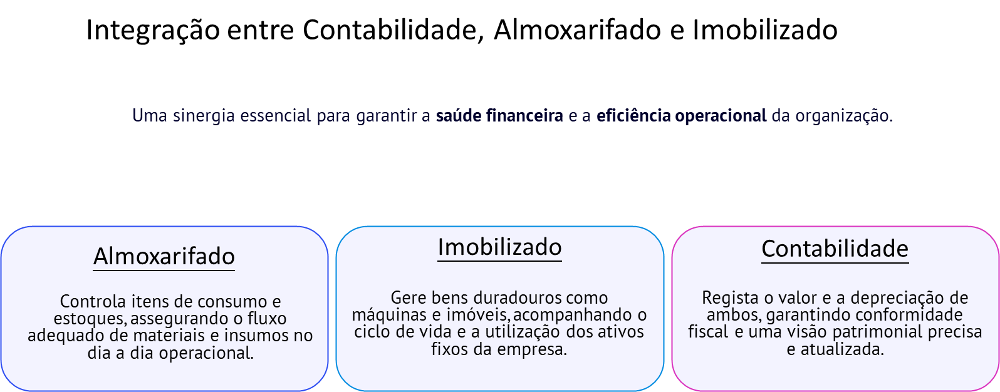 Integração entre Contabilidade, Almoxarifado e Imobilizado
Uma sinergia essencial para garantir a saúde financeira e a eficiência operacional da organização.
Almoxarifado
Controla itens de consumo e
estoques, assegurando o fluxo
adequado de materiais e insumos no
dia a dia operacional.
Imobilizado
Gere bens duradouros como
máquinas e imóveis, acompanhando o
ciclo de vida e a utilização dos ativos
fixos da empresa.
Contabilidade
Regista o valor e a depreciação de
ambos, garantindo conformidade
fiscal e uma visão patrimonial precisa
e atualizada.